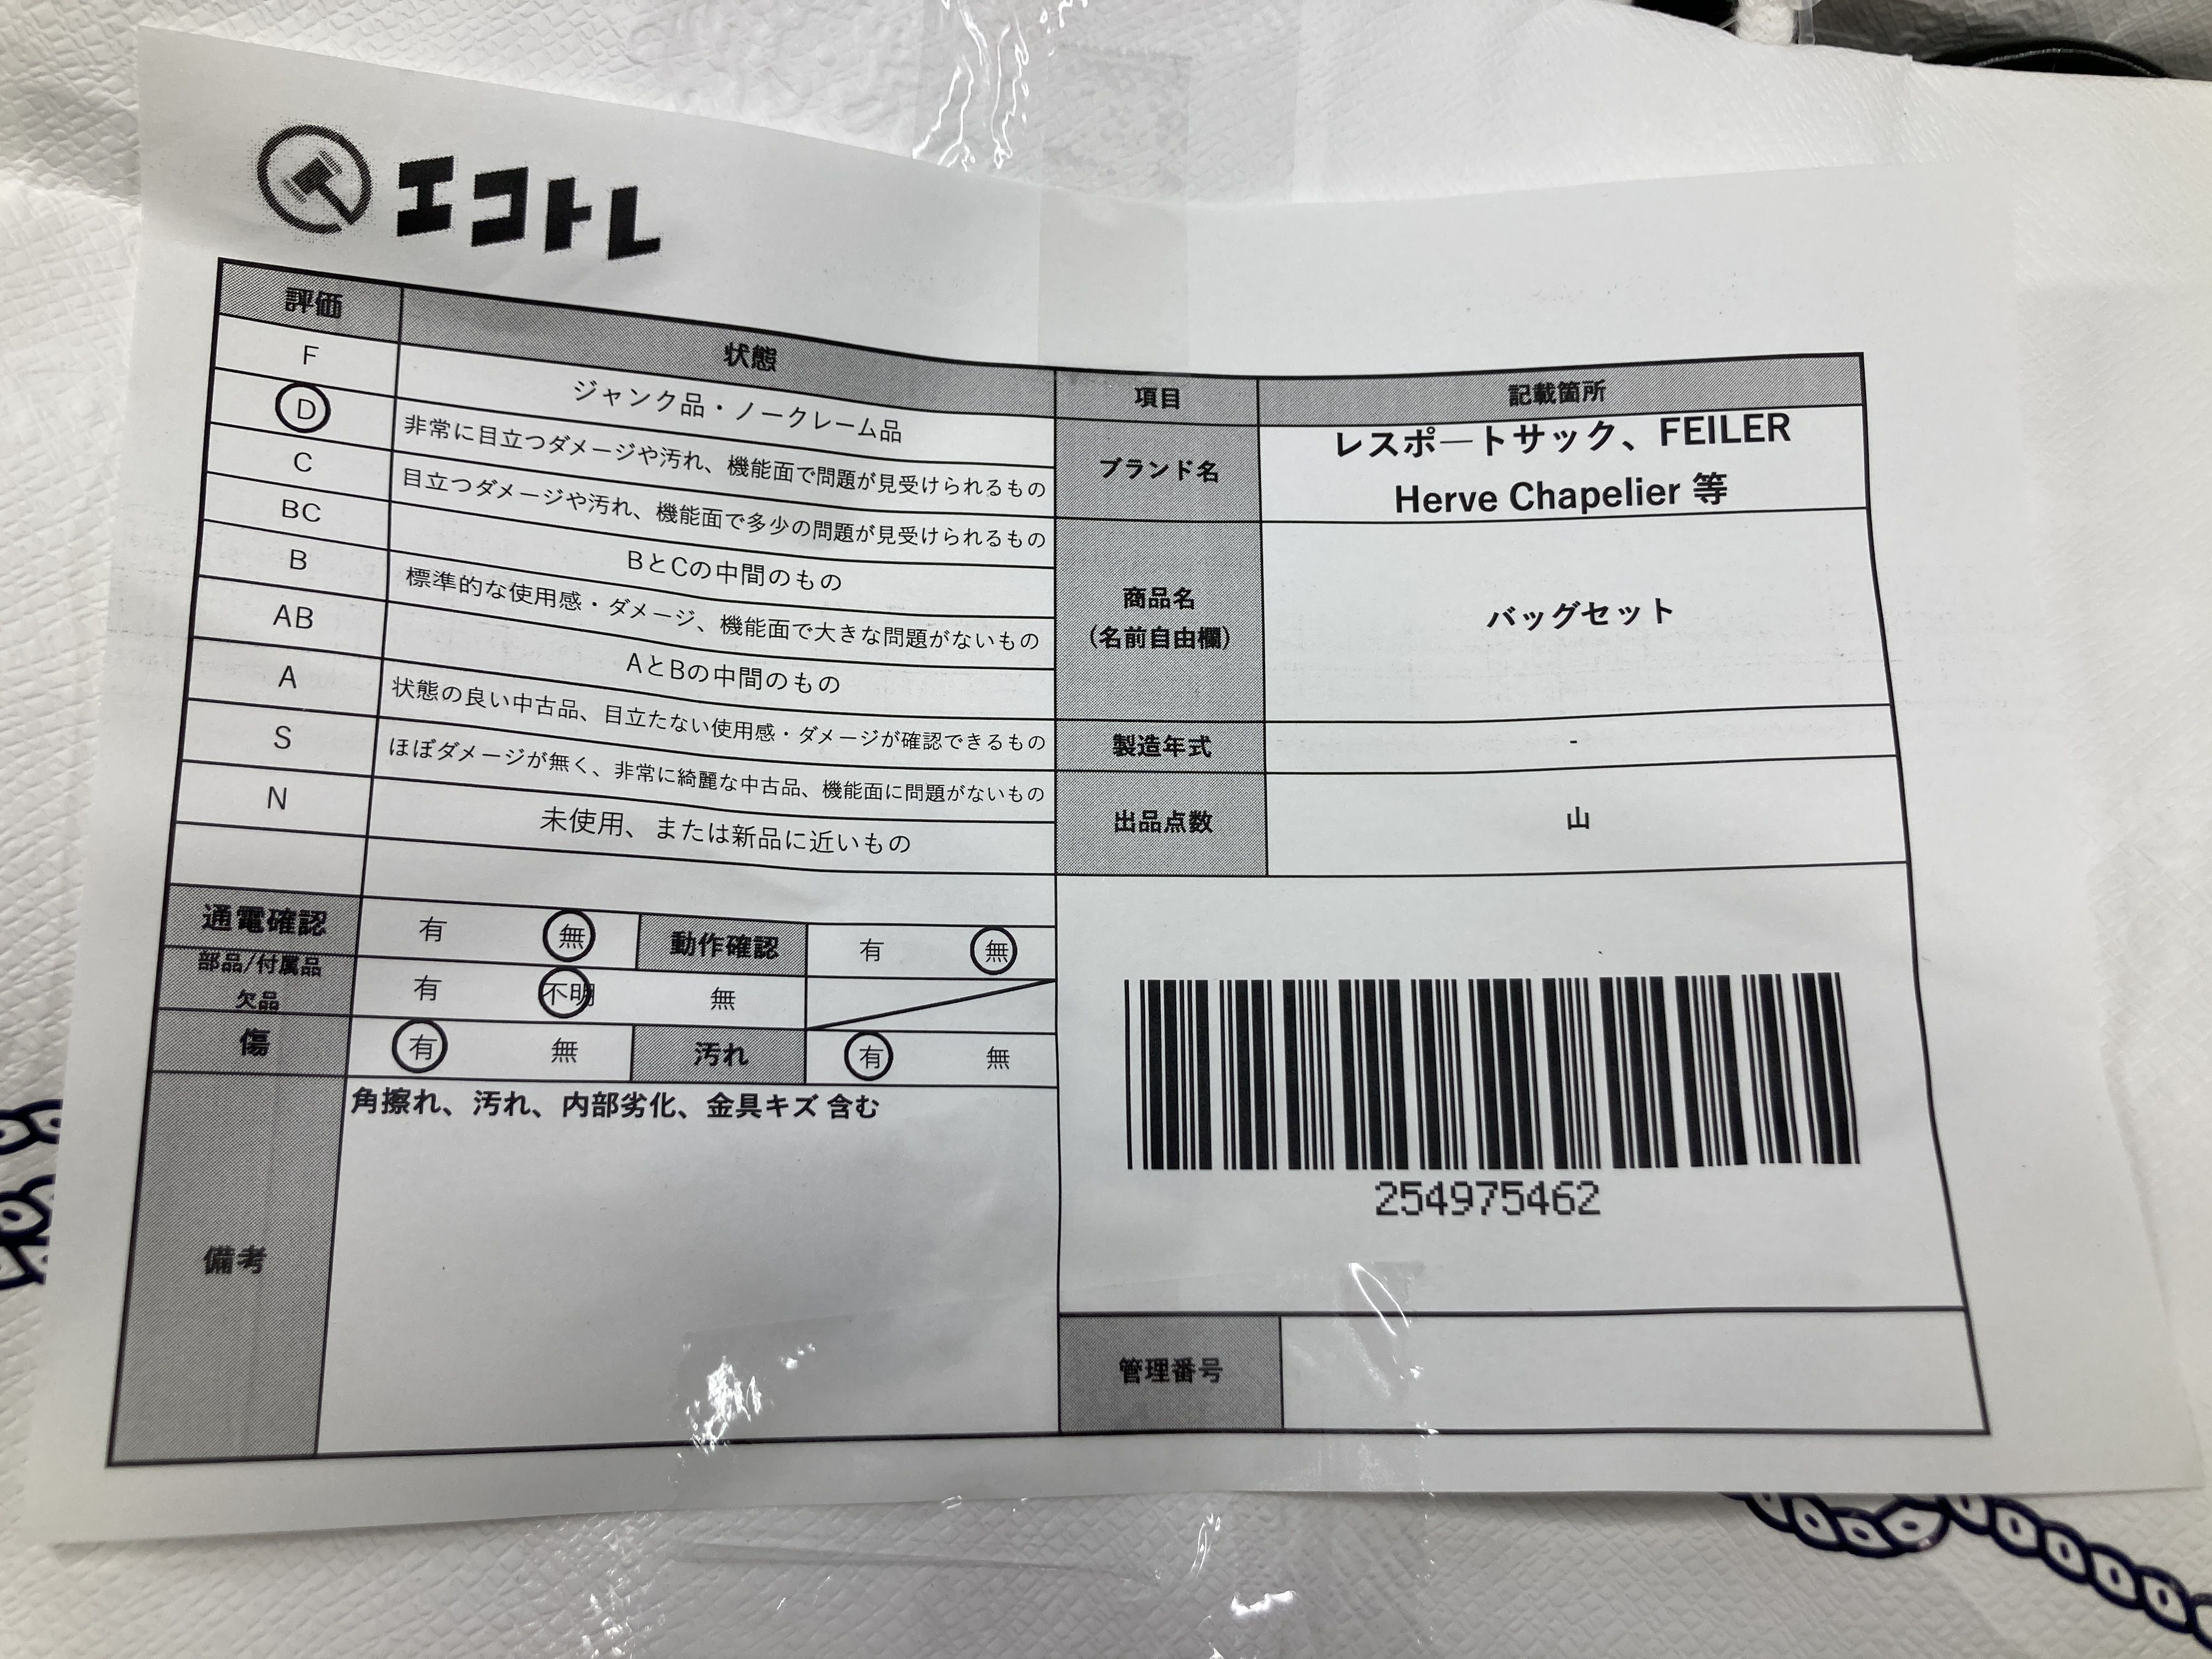 エコトレ
評価 状態
F ジャンク品・ノークレーム品
D 非常に目立つダメージや汚れ、機能面で問題が見受けられるもの
C 目立つダメージや汚れ、機能面で多少の問題が見受けられるもの
BC BとCの中間のもの
B 標準的な使用感・ダメージ、機能面で大きな問題がないもの
AB AとBの中間のもの
A 状態の良い中古品、目立たない使用感・ダメージが確認できるもの
S ほぼダメージが無く、非常に綺麗な中古品、機能面に問題がないもの
N 未使用、または新品に近いもの
通電確認 有 無 動作確認 有 無
部品/付属品
欠品 有 不明 無
傷 有 無 汚れ 有 無
備考 角擦れ、汚れ、内部劣化、金具キズ 含む
項目 記載箇所
ブランド名 レスポートサック、FEILER
Herve Chapelier 等
商品名
(名前自由欄) バッグセット
製造年式 -
出品点数 山
254975462
管理番号